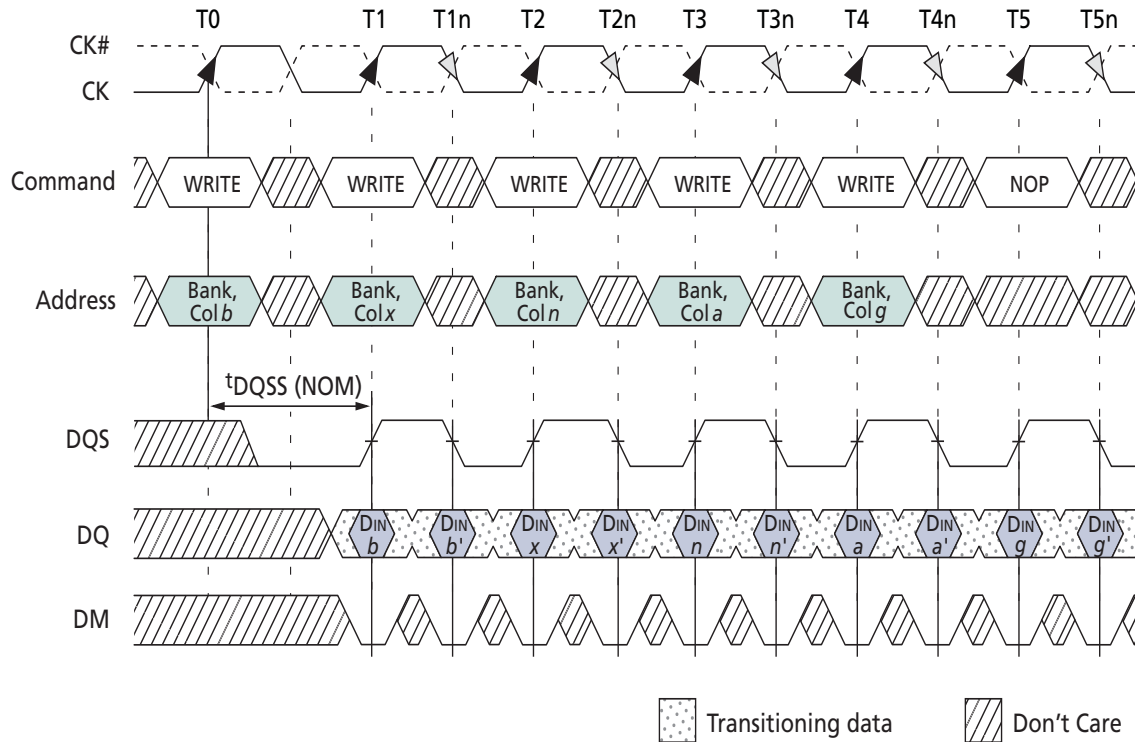 T0 T1 T1n T2 T2n T3 T3n T4 T4n T5 T5n
CK#
CK
Command WRITE WRITE WRITE WRITE WRITE NOP
Address Bank, Col b Bank, Col x Bank, Col n Bank, Col a Bank, Col g
tDQSS (NOM)
DQS
DQ DIN b DIN b' DIN x DIN x' DIN n DIN n' DIN a DIN a' DIN g DIN g'
DM
Transitioning data Don't Care